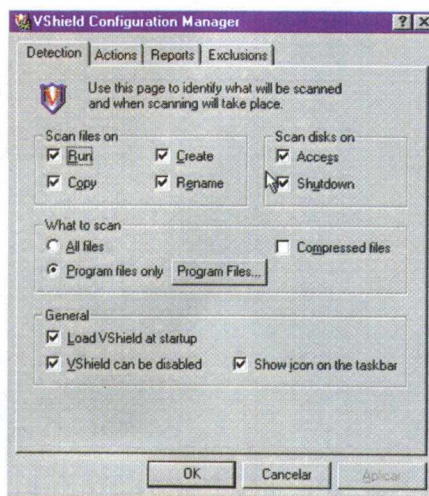 VShield Configuration Manager
Detection Actions Reports Exclusions
Use this page to identify what will be scanned
and when scanning will take place.
Scan files on
Run Create
Copy Rename
Scan disks on
Access
Shutdown
What to scan
All files
Compressed files
Program files only Program Files...
General
Load VShield at startup
VShield can be disabled Show icon on the taskbar
OK Cancelar Aplicar